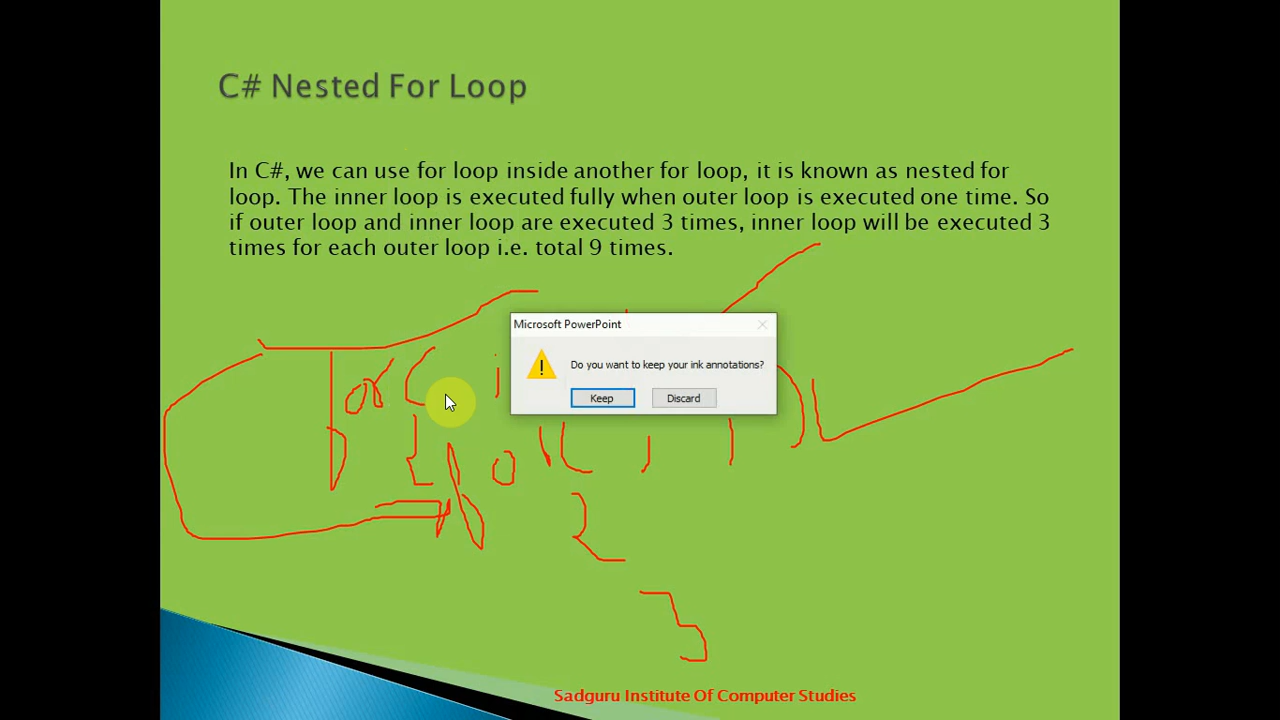 C# Nested For Loop
In C#, we can use for loop inside another for loop, it is known as nested for
loop. The inner loop is executed fully when outer loop is executed one time. So
if outer loop and inner loop are executed 3 times, inner loop will be executed 3
times for each outer loop i.e. total 9 times.
Microsoft PowerPoint
Do you want to keep your ink annotations?
Keep Discard
Sadguru Institute Of Computer Studies